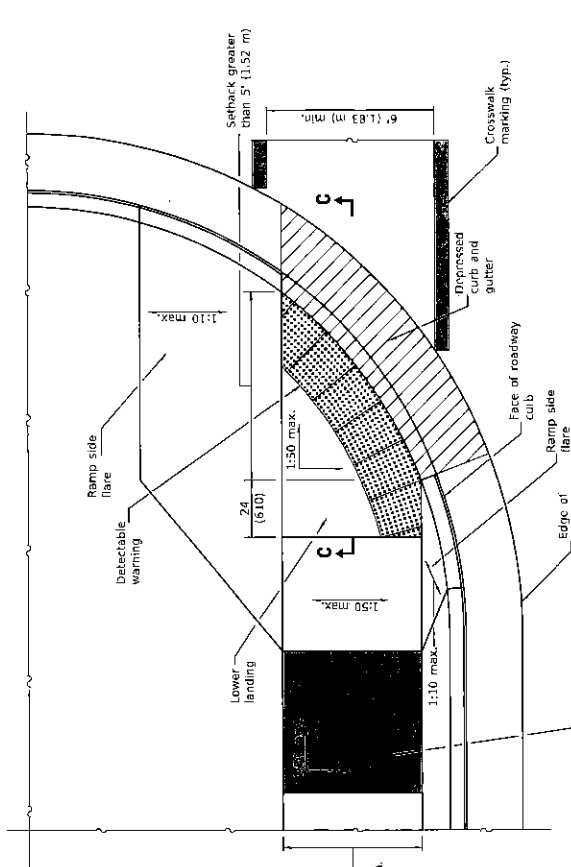 Setback greater
than 5' (1.52 m)
6' (1.83 m) min.
Crosswalk
marking (typ.)
C
Depressed
curb and
gutter
1:10 max.
Ramp side
flare
Detectable
warning
1:50 max.
24
(610)
Face of roadway
curb
Ramp side
flare
Edge of
C
1:50 max.
Lower
landing
1:10 max.